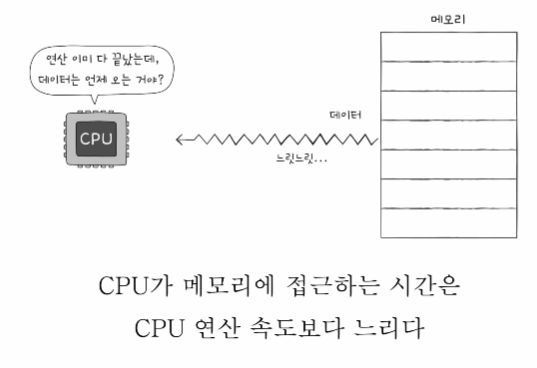 메모리
연산 이미 다 끝났는데,
데이터는 언제 오는 거야?
CPU
데이터
느릿느릿...
CPU가 메모리에 접근하는 시간은
CPU 연산 속도보다 느리다